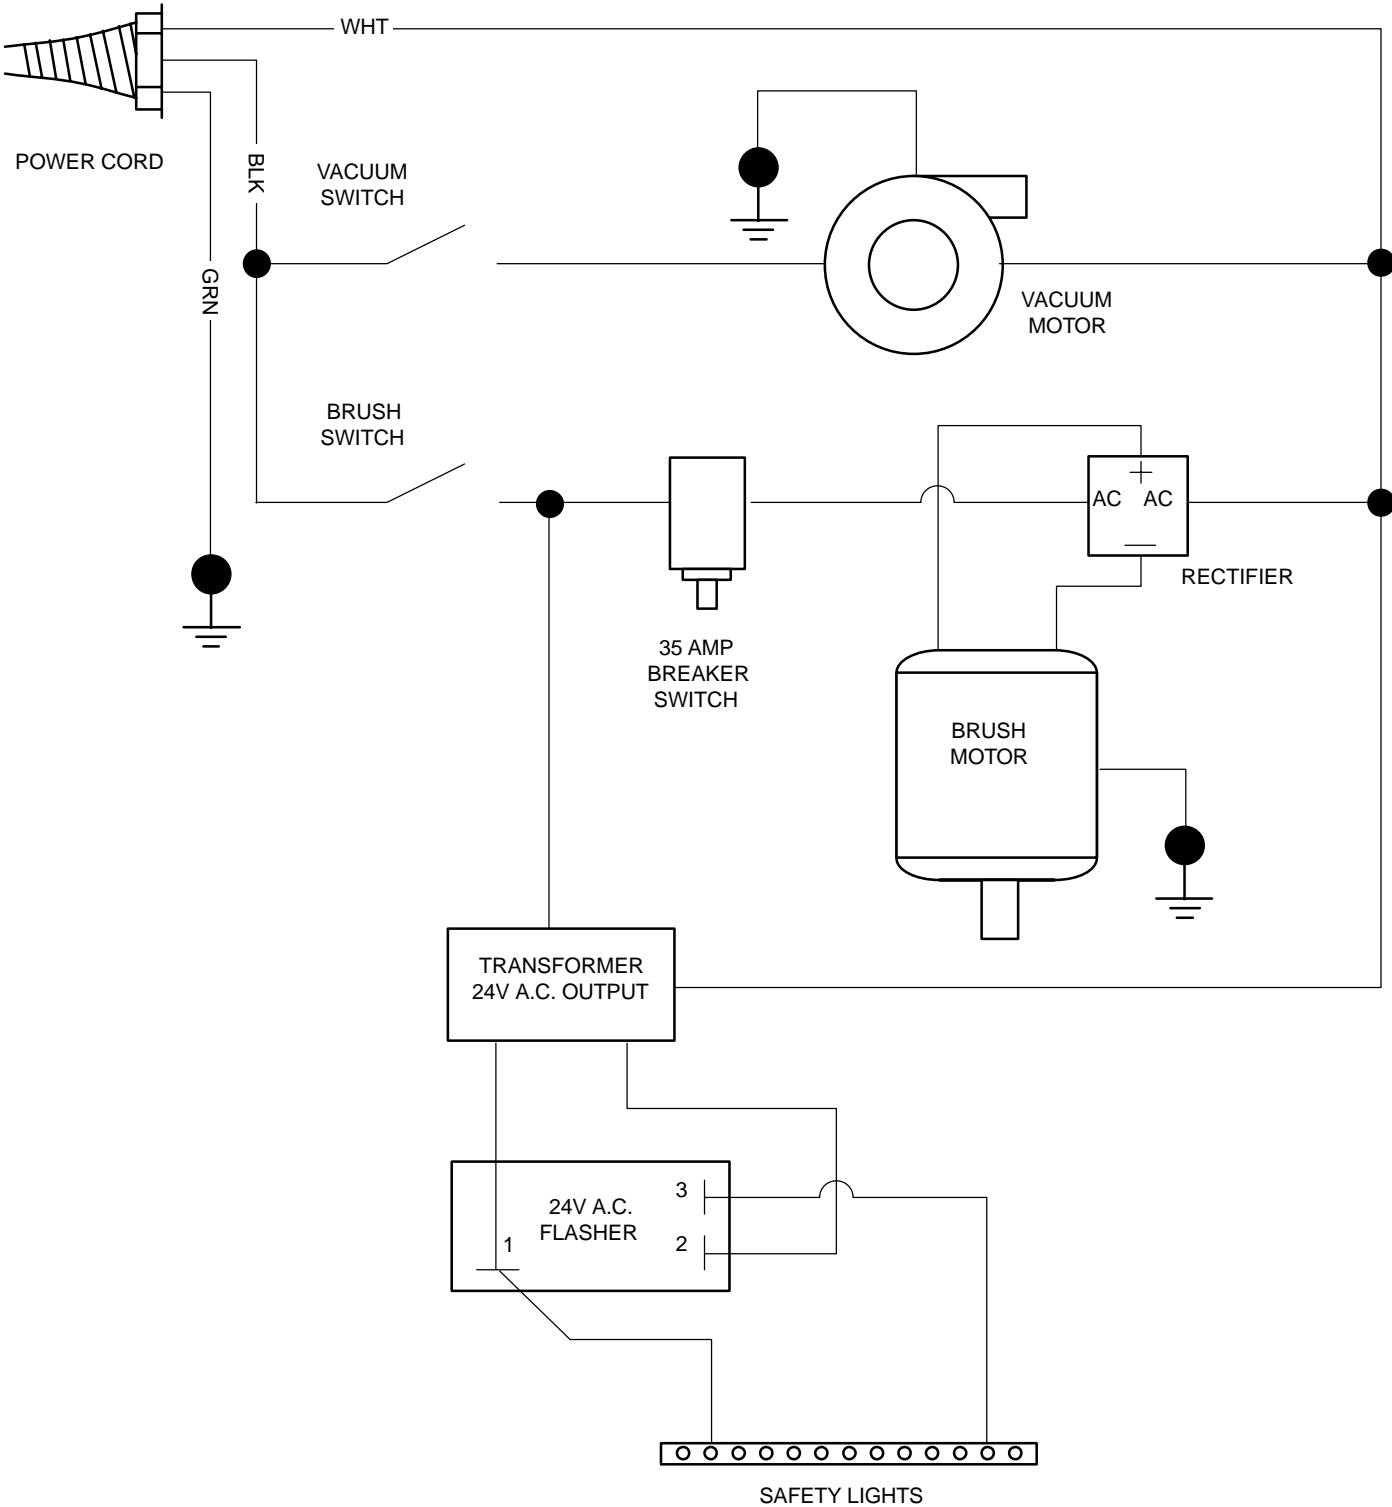 WHT
POWER CORD
BLK
VACUUM
SWITCH
GRN
VACUUM
MOTOR
BRUSH
SWITCH
+
AC AC
—
RECTIFIER
35 AMP
BREAKER
SWITCH
BRUSH
MOTOR
TRANSFORMER
24V A.C. OUTPUT
3
24V A.C.
FLASHER
2
1
SAFETY LIGHTS